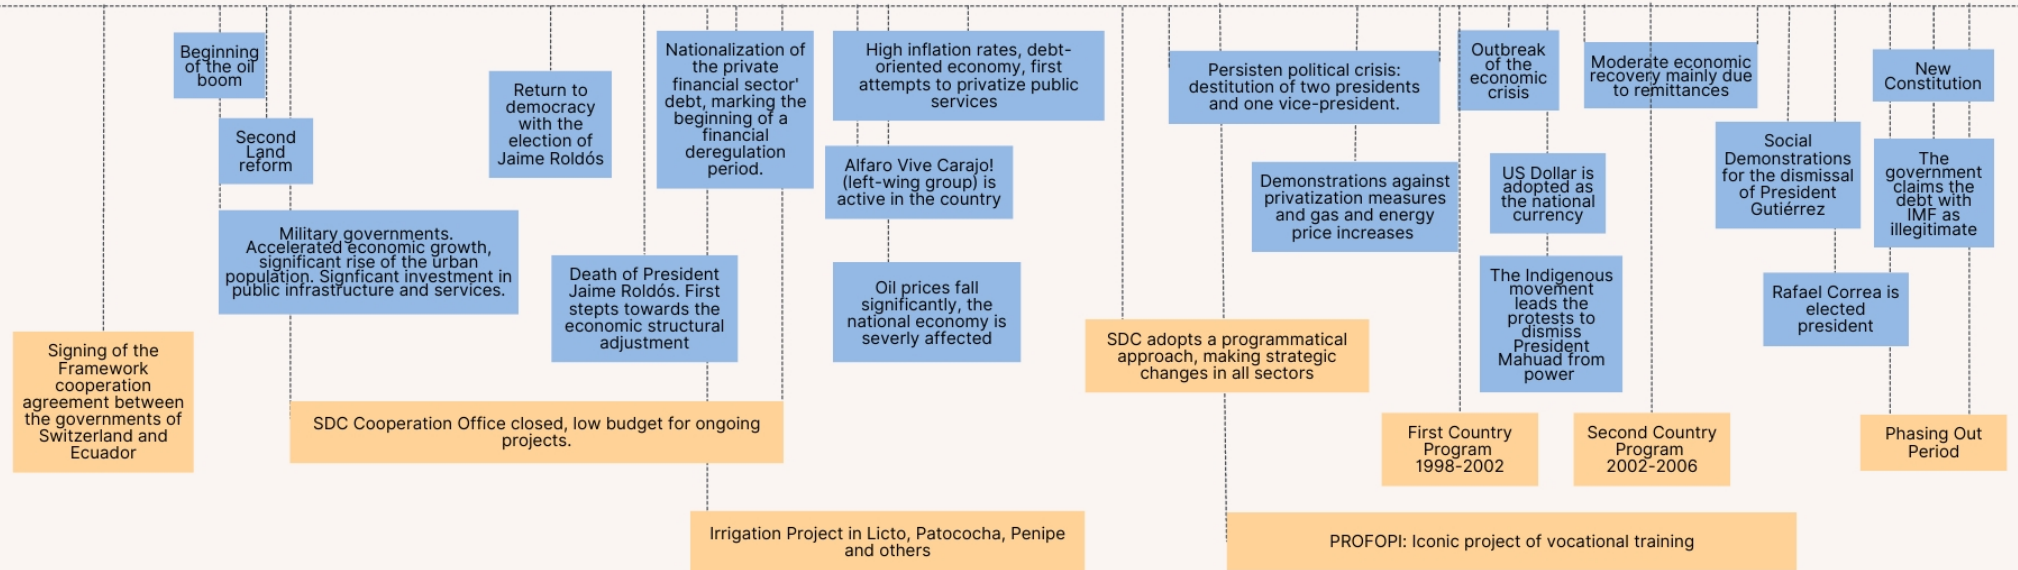 Beginning
of the oil
boom
Second
Land
reform
Military governments.
Accelerated economic growth,
significant rise of the urban
population. Signficant investment in
public infrastructure and services.
Signing of the
Framework
cooperation
agreement between
the governments of
Switzerland and
Ecuador
SDC Cooperation Office closed, low budget for ongoing
projects.
Return to
democracy
with the
election of
Jaime Roldós
Death of President
Jaime Roldós. First
stepts towards the
economic structural
adjustment
Nationalization of
the private
financial sector'
debt, marking the
beginning of a
financial
deregulation
period.
Irrigation Project in Licto, Patococha, Penipe
and others
High inflation rates, debt-
oriented economy, first
attempts to privatize public
services
Alfaro Vive Carajo!
(left-wing group) is
active in the country
Oil prices fall
significantly, the
national economy is
severly affected
SDC adopts a programmatical
approach, making strategic
changes in all sectors
Persisten political crisis:
destitution of two presidents
and one vice-president.
Demonstrations against
privatization measures
and gas and energy
price increases
PROFOPI: Iconic project of vocational training
First Country
Program
1998-2002
Outbreak
of the
economic
crisis
US Dollar is
adopted as
the national
currency
The Indigenous
movement
leads the
protests to
dismiss
President
Mahuad from
power
Moderate economic
recovery mainly due
to remittances
Second Country
Program
2002-2006
Social
Demonstrations
for the dismissal
of President
Gutiérrez
Rafael Correa is
elected
president
New
Constitution
The
government
claims the
debt with
IMF as
illegitimate
Phasing Out
Period